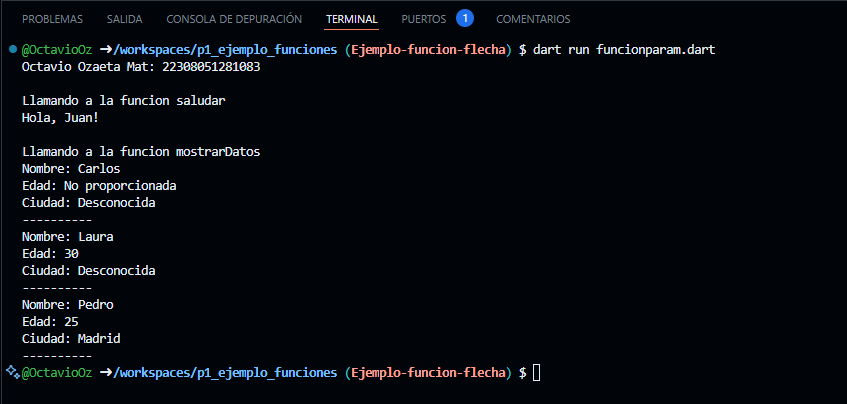 PROBLEMAS SALIDA CONSOLA DE DEPURACIÓN TERMINAL PUERTOS 1 COMENTARIOS
@OctavioOz ➜/workspaces/p1_ejemplo_funciones (Ejemplo-funcion-flecha) $ dart run funcionparam.dart
Octavio Ozaeta Mat: 22308051281083
Llamando a la funcion saludar
Hola, Juan!
Llamando a la funcion mostrarDatos
Nombre: Carlos
Edad: No proporcionada
Ciudad: Desconocida
----------
Nombre: Laura
Edad: 30
Ciudad: Desconocida
----------
Nombre: Pedro
Edad: 25
Ciudad: Madrid
----------
@OctavioOz ➜/workspaces/p1_ejemplo_funciones (Ejemplo-funcion-flecha) $